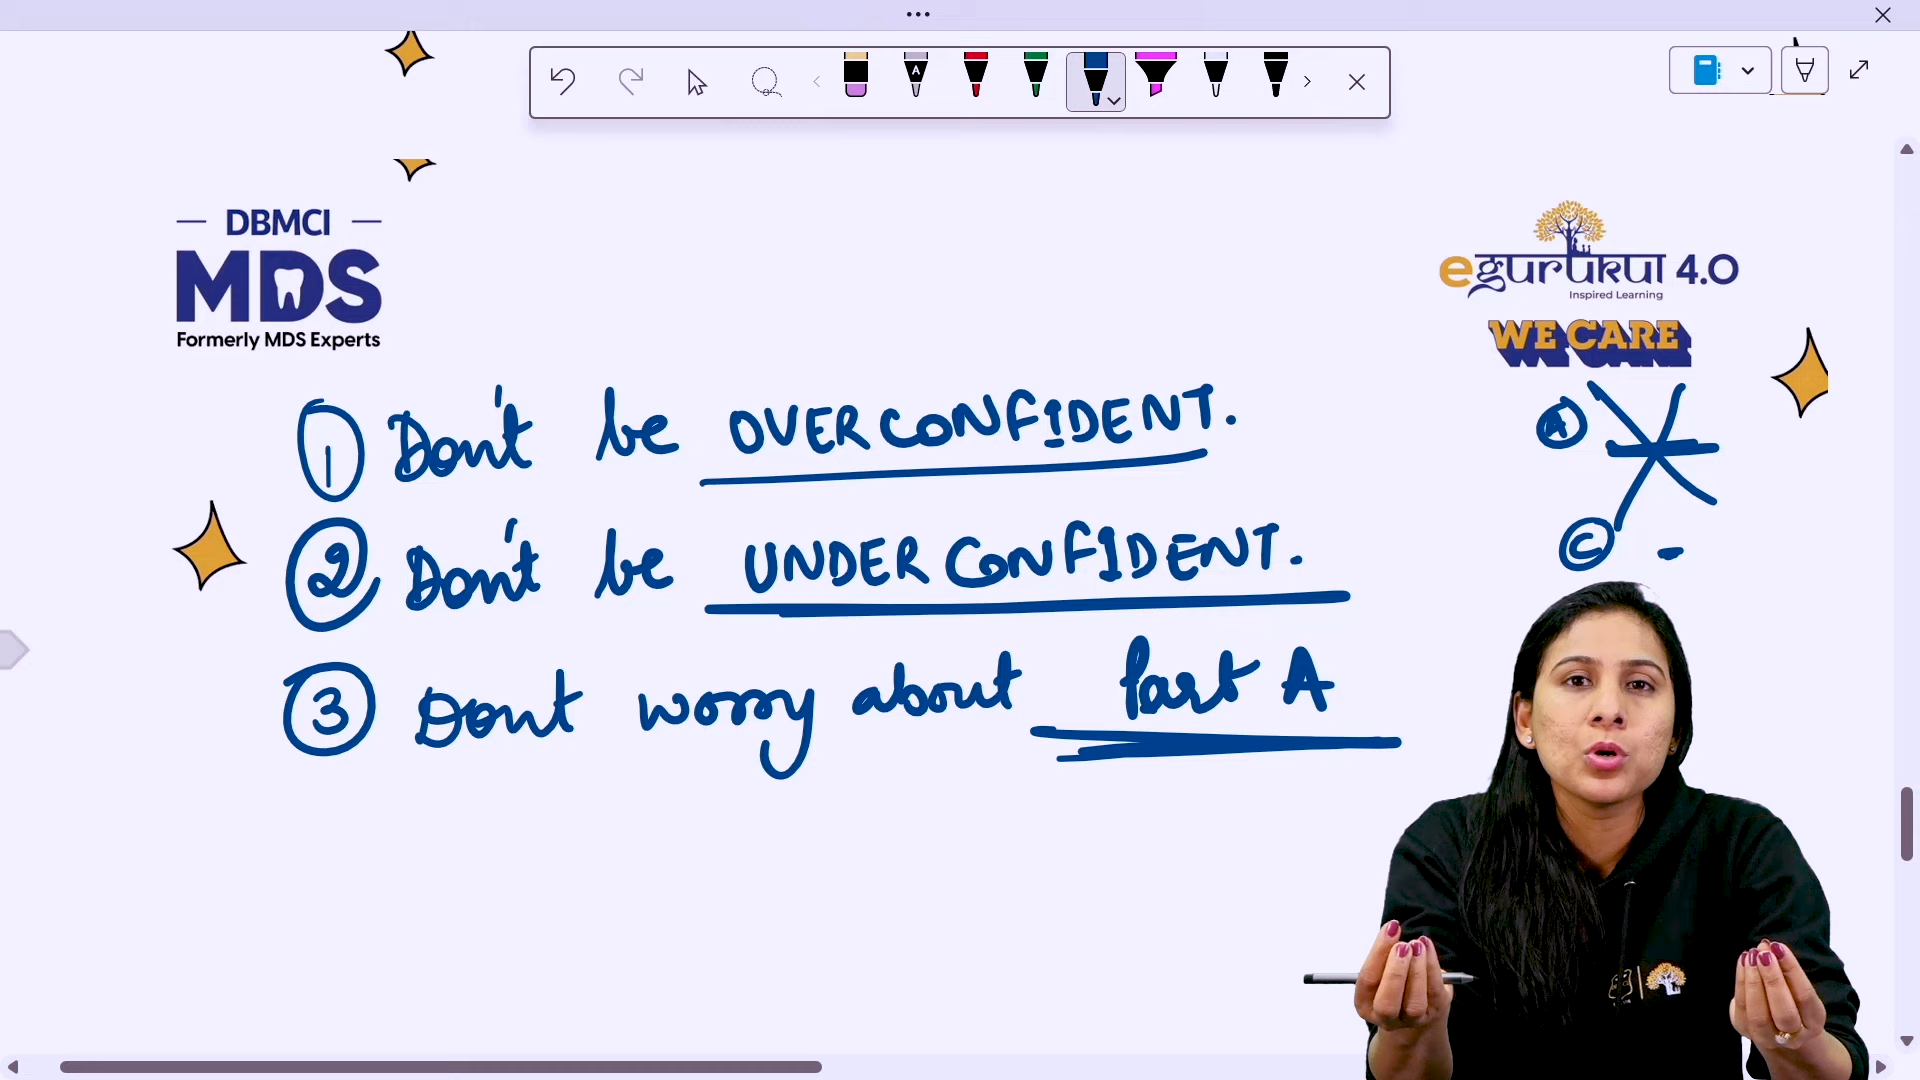 DBMCI
MDS
Formerly MDS Experts
egurukul 4.0
Inspired Learning
WE CARE
1 Don't be OVERCONFIDENT.
2 Don't be UNDERCONFIDENT.
3 Dont worry about Part A
A
C -